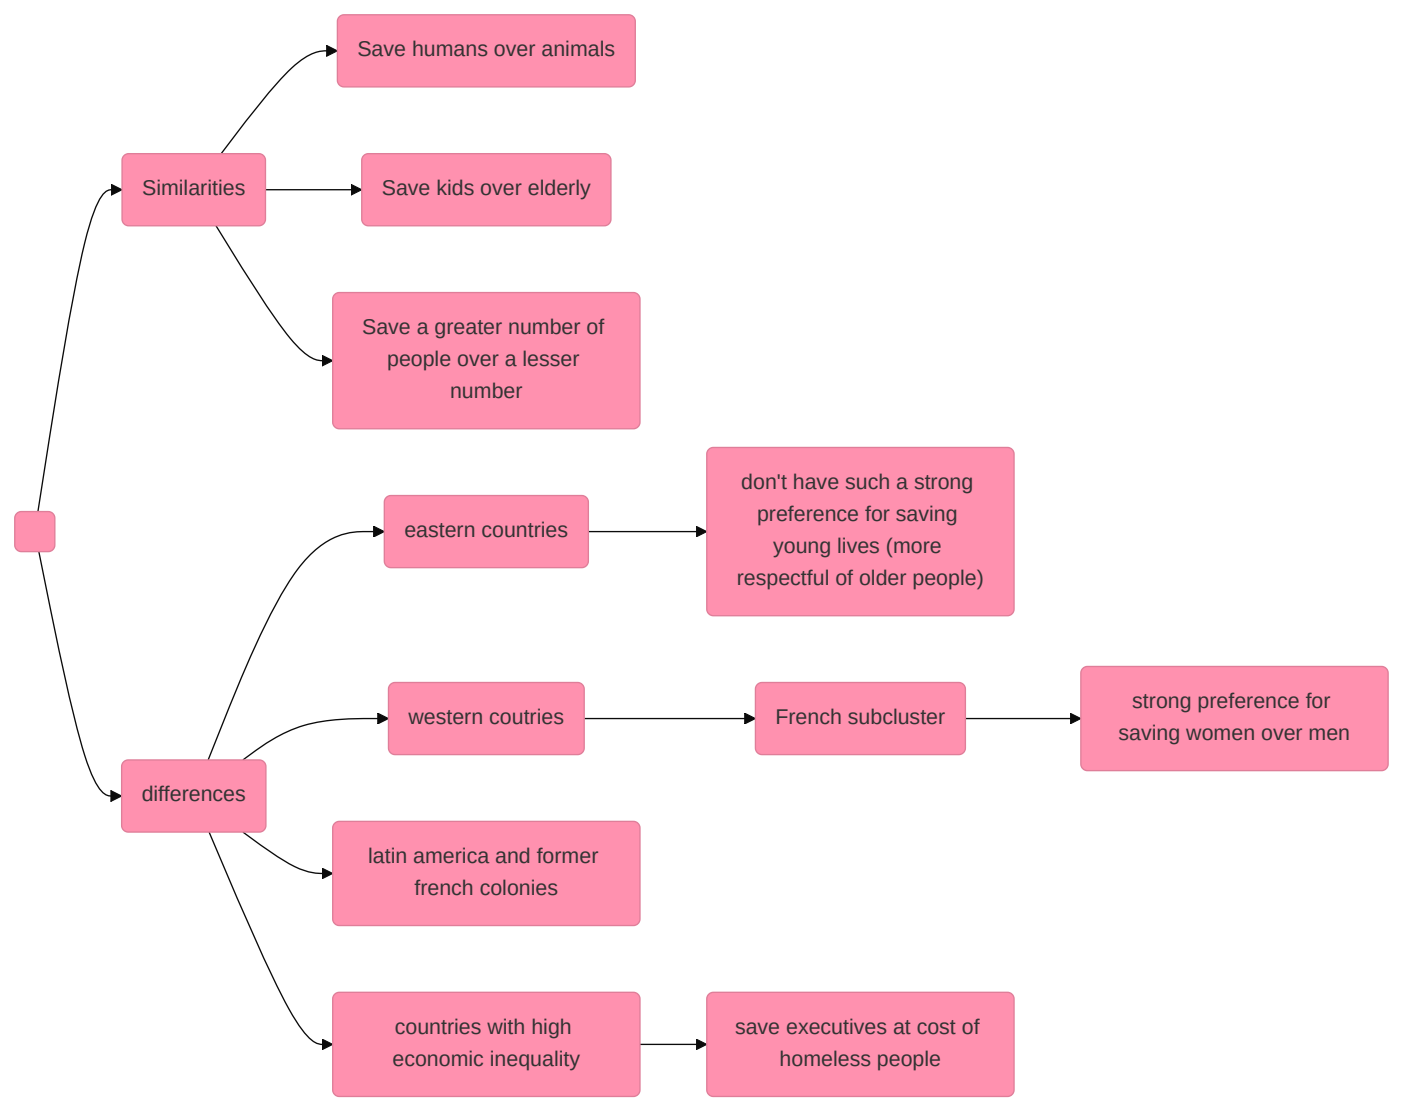 Save humans over animals
Similarities
Save kids over elderly
Save a greater number of
people over a lesser
number
eastern countries
don't have such a strong
preference for saving
young lives (more
respectful of older people)
western coutries
French subcluster
strong preference for
saving women over men
differences
latin america and former
french colonies
countries with high
economic inequality
save executives at cost of
homeless people